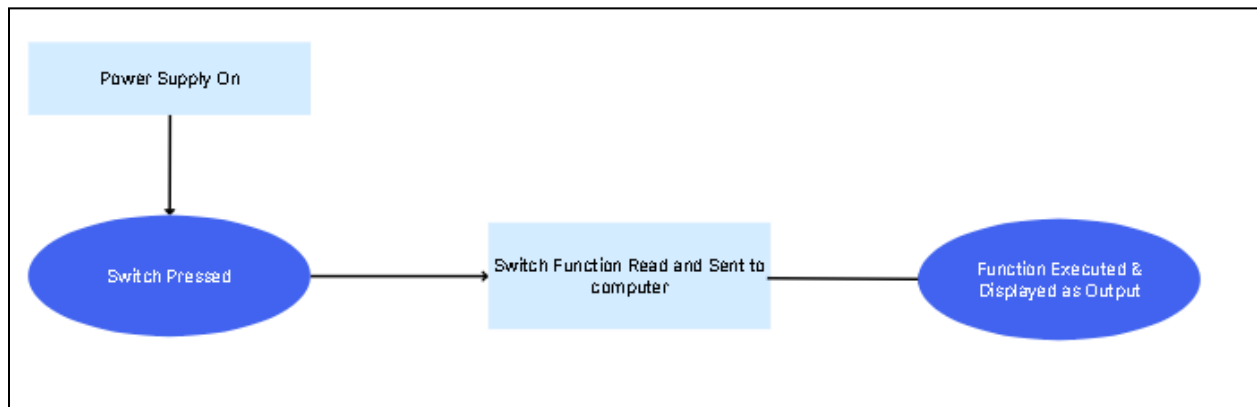 Power Supply On
Switch Pressed
Switch Function Read and Sent to
computer
Function Executed &
Displayed as Output